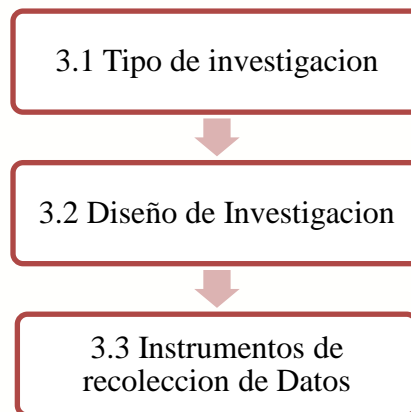 3.1 Tipo de investigacion
3.2 Diseño de Investigacion
3.3 Instrumentos de
recoleccion de Datos